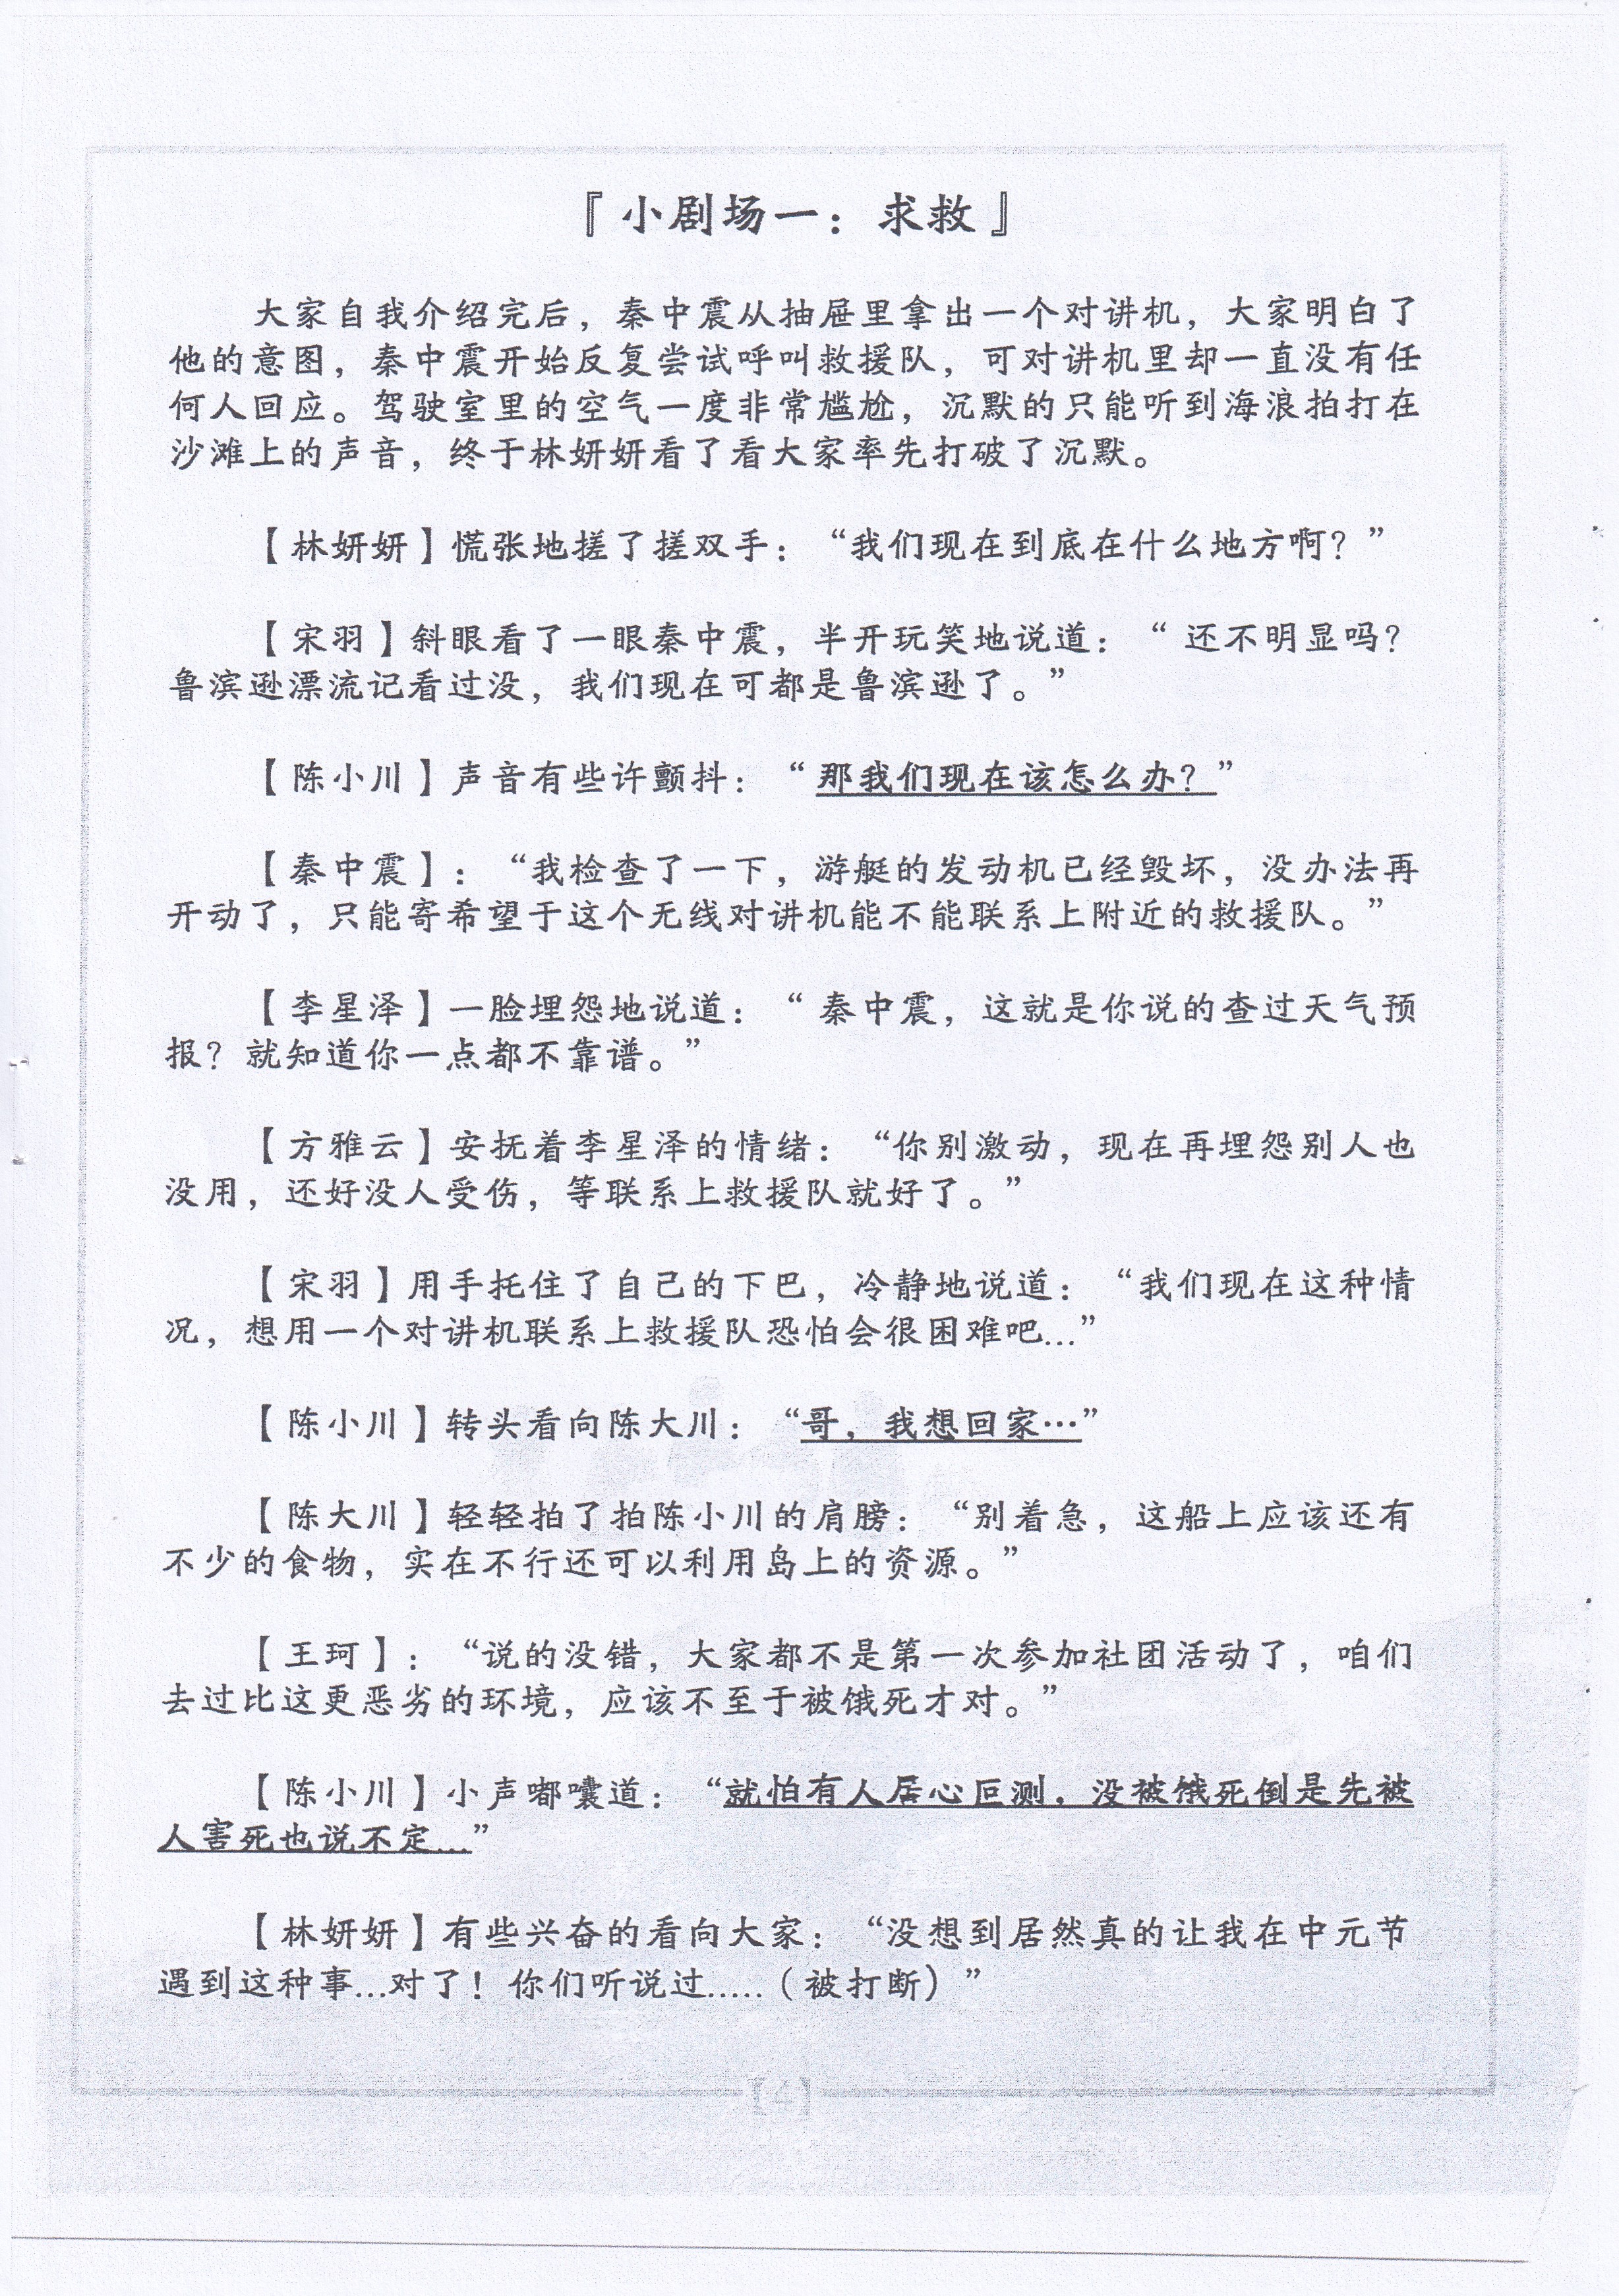 『小剧场一：求救』
大家自我介绍完后，秦中震从抽屉里拿出一个对讲机，大家明白了
他的意图，秦中震开始反复尝试呼叫救援队，可对讲机里却一直没有任
何人回应。驾驶室里的空气一度非常尴尬，沉默的只能听到海浪拍打在
沙滩上的声音，终于林妍妍看了看大家率先打破了沉默。
【林妍妍】慌张地搓了搓双手：“我们现在到底在什么地方啊？”
【宋羽】斜眼看了一眼秦中震，半开玩笑地说道：“还不明显吗？
鲁滨逊漂流记看过没，我们现在可都是鲁滨逊了。”
【陈小川】声音有些许颤抖：“那我们现在该怎么办？”
【秦中震】：“我检查了一下，游艇的发动机已经毁坏，没办法再
开动了，只能寄希望于这个无线对讲机能不能联系上附近的救援队。”
【李星泽】一脸埋怨地说道：“秦中震，这就是你说的查过天气预
报？就知道你一点都不靠谱。”
【方雅云】安抚着李星泽的情绪：“你别激动，现在再埋怨别人也
没用，还好没人受伤，等联系上救援队就好了。”
【宋羽】用手托住了自己的下巴，冷静地说道：“我们现在这种情
况，想用一个对讲机联系上救援队恐怕会很困难吧...”
【陈小川】转头看向陈大川：“哥，我想回家…”
【陈大川】轻轻拍了拍陈小川的肩膀：“别着急，这船上应该还有
不少的食物，实在不行还可以利用岛上的资源。”
【王珂】：“说的没错，大家都不是第一次参加社团活动了，咱们
去过比这更恶劣的环境，应该不至于被饿死才对。”
【陈小川】小声嘟囔道：“就怕有人居心叵测，没被饿死倒是先被
人害死也说不定...”
【林妍妍】有些兴奋的看向大家：“没想到居然真的让我在中元节
遇到这种事...对了！你们听说过.....（被打断）”
【4】